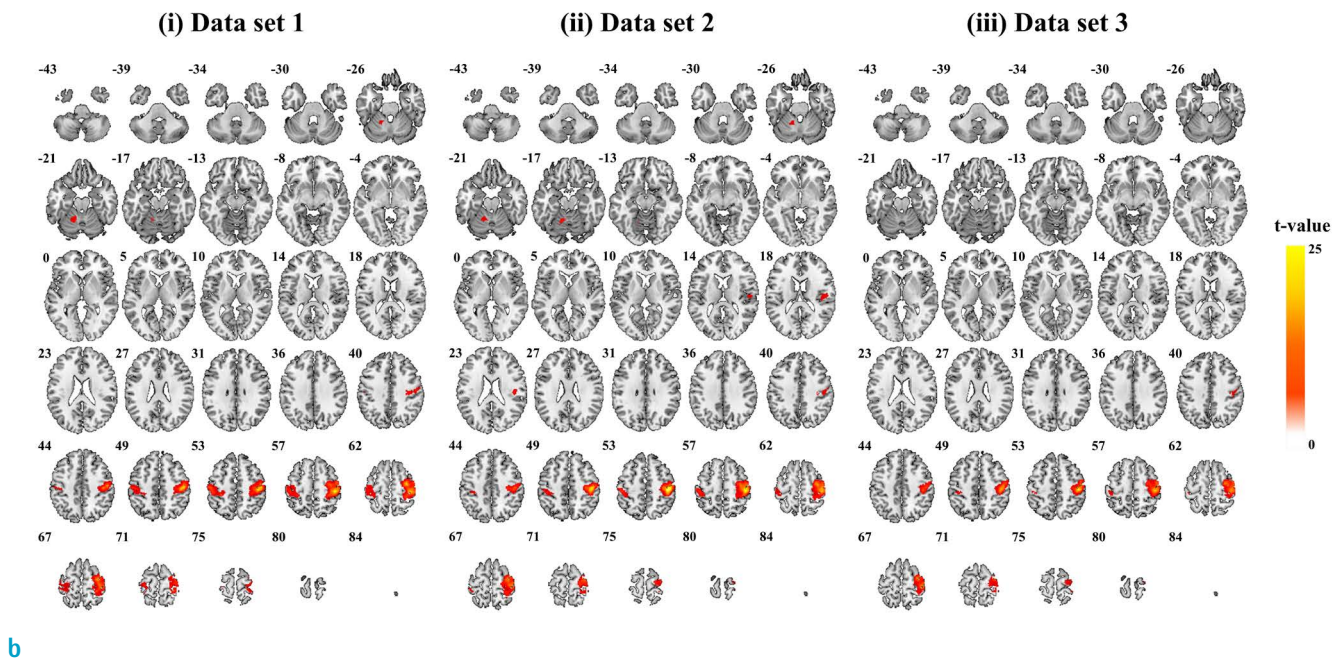 (i) Data set 1 (ii) Data set 2 (iii) Data set 3
-43 -39 -34 -30 -26 -43 -39 -34 -30 -26 -43 -39 -34 -30 -26
-21 -17 -13 -8 -4 -21 -17 -13 -8 -4 -21 -17 -13 -8 -4
t-value
25
0 5 10 14 18 0 5 10 14 18 0 5 10 14 18
23 27 31 36 40 23 27 31 36 40 23 27 31 36 40
0
44 49 53 57 62 44 49 53 57 62 44 49 53 57 62
67 71 75 80 84 67 71 75 80 84 67 71 75 80 84
b